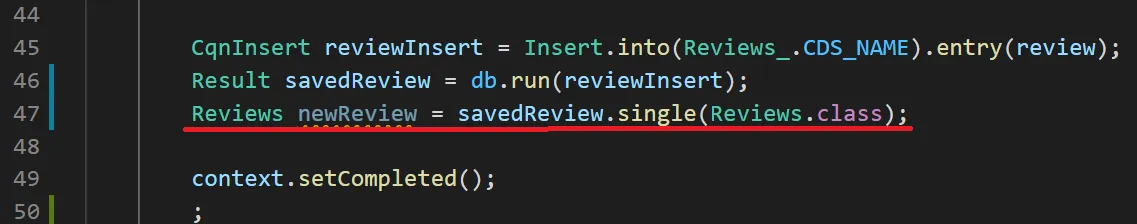 44
45 CqnInsert reviewInsert = Insert.into(Reviews_.CDS_NAME).entry(review);
46 Result savedReview = db.run(reviewInsert);
47 Reviews newReview = savedReview.single(Reviews.class);
48
49 context.setCompleted();
50 ;